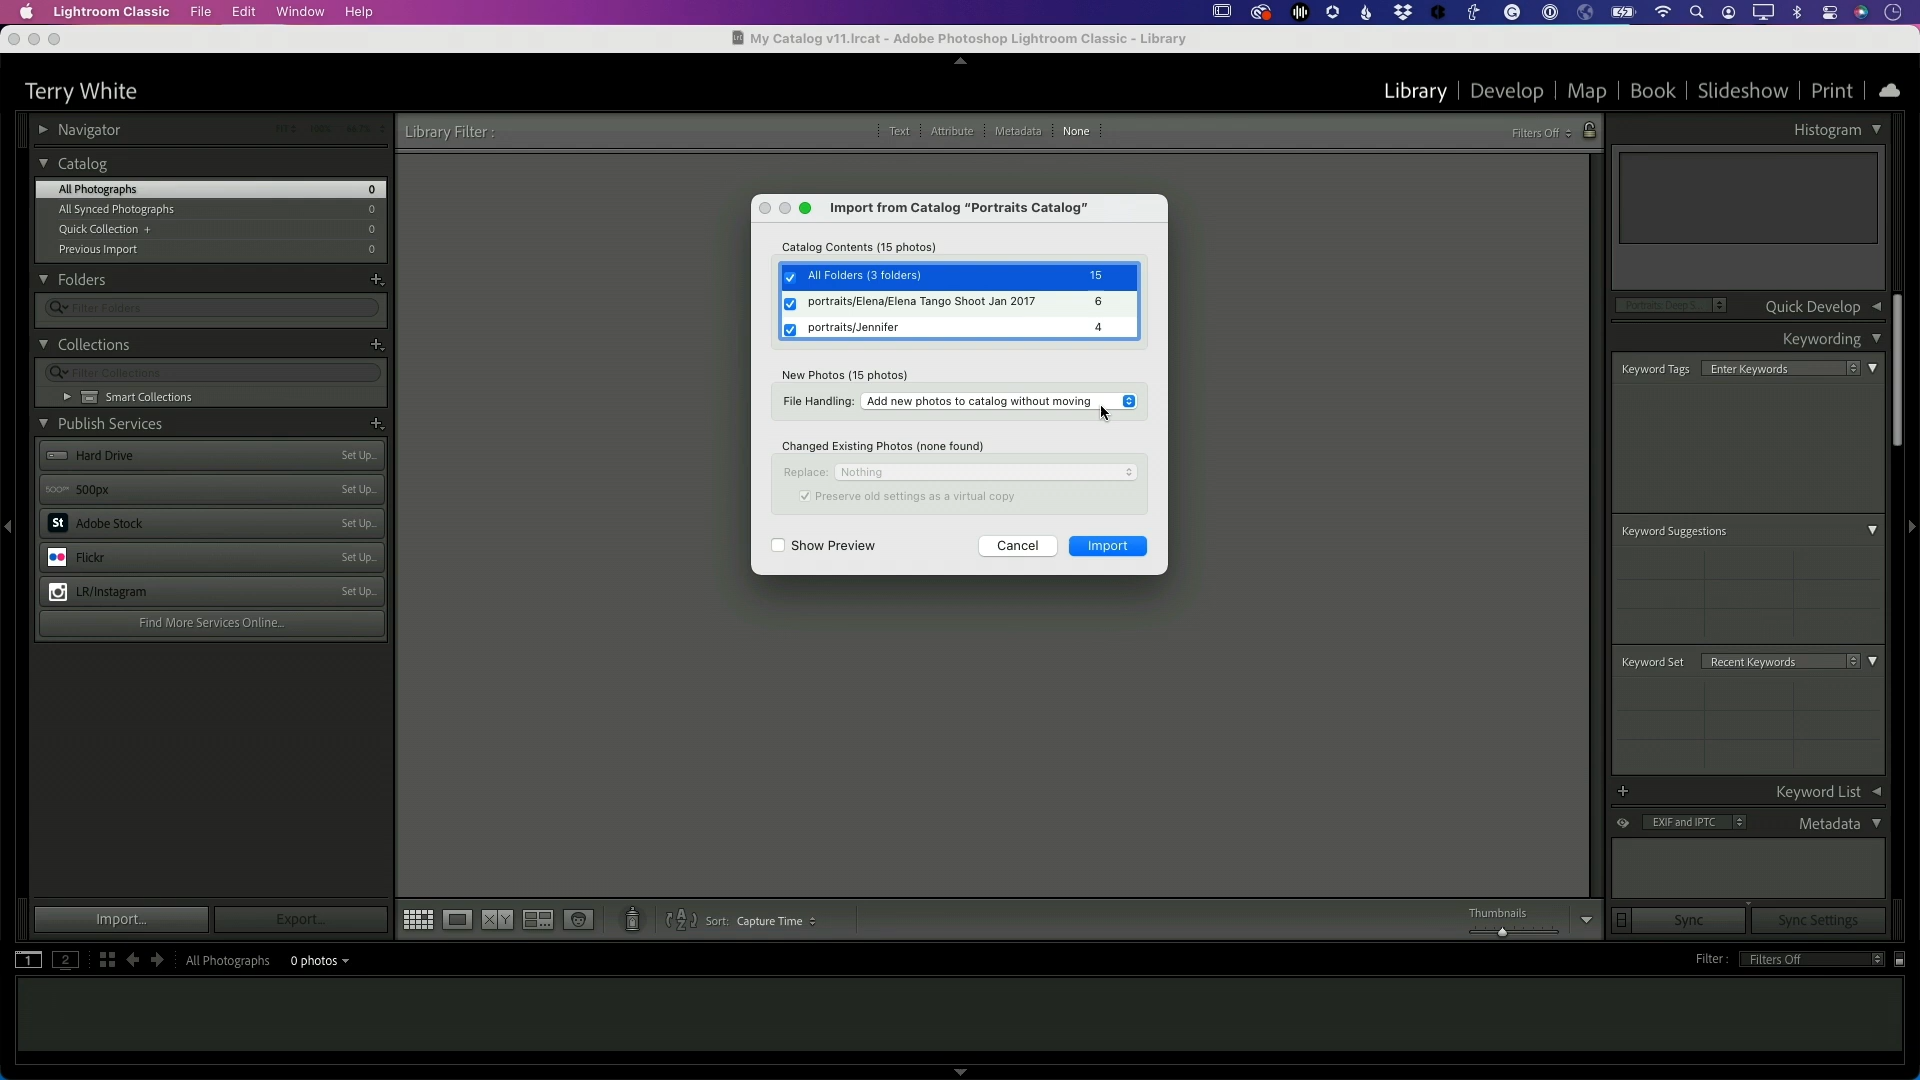 Lightroom Classic File Edit Window Help
My Catalog v11.lrcat - Adobe Photoshop Lightroom Classic - Library
Terry White
Library | Develop | Map | Book | Slideshow | Print
Navigator
Catalog
All Photographs 0
All Synced Photographs 0
Quick Collection + 0
Previous Import 0
Folders
Filter Folders
Collections
Filter Collections
Smart Collections
Publish Services
Hard Drive Set Up...
500px 500px Set Up...
St Adobe Stock Set Up...
Flickr Set Up...
LR/Instagram Set Up...
Find More Services Online...
Import... Export...
Library Filter : Text Attribute Metadata None Filters Off
Import from Catalog “Portraits Catalog”
Catalog Contents (15 photos)
All Folders (3 folders) 15
portraits/Elena/Elena Tango Shoot Jan 2017 6
portraits/Jennifer 4
New Photos (15 photos)
File Handling: Add new photos to catalog without moving
Changed Existing Photos (none found)
Replace: Nothing
Preserve old settings as a virtual copy
Show Preview Cancel Import
Histogram
Quick Develop
Keywording
Keyword Tags Enter Keywords
Keyword Suggestions
Keyword Set Recent Keywords
Keyword List
EXIF and IPTC Metadata
Sync Sync Settings
XY Sort: Capture Time Thumbnails
1 2 All Photographs 0 photos Filter : Filters Off